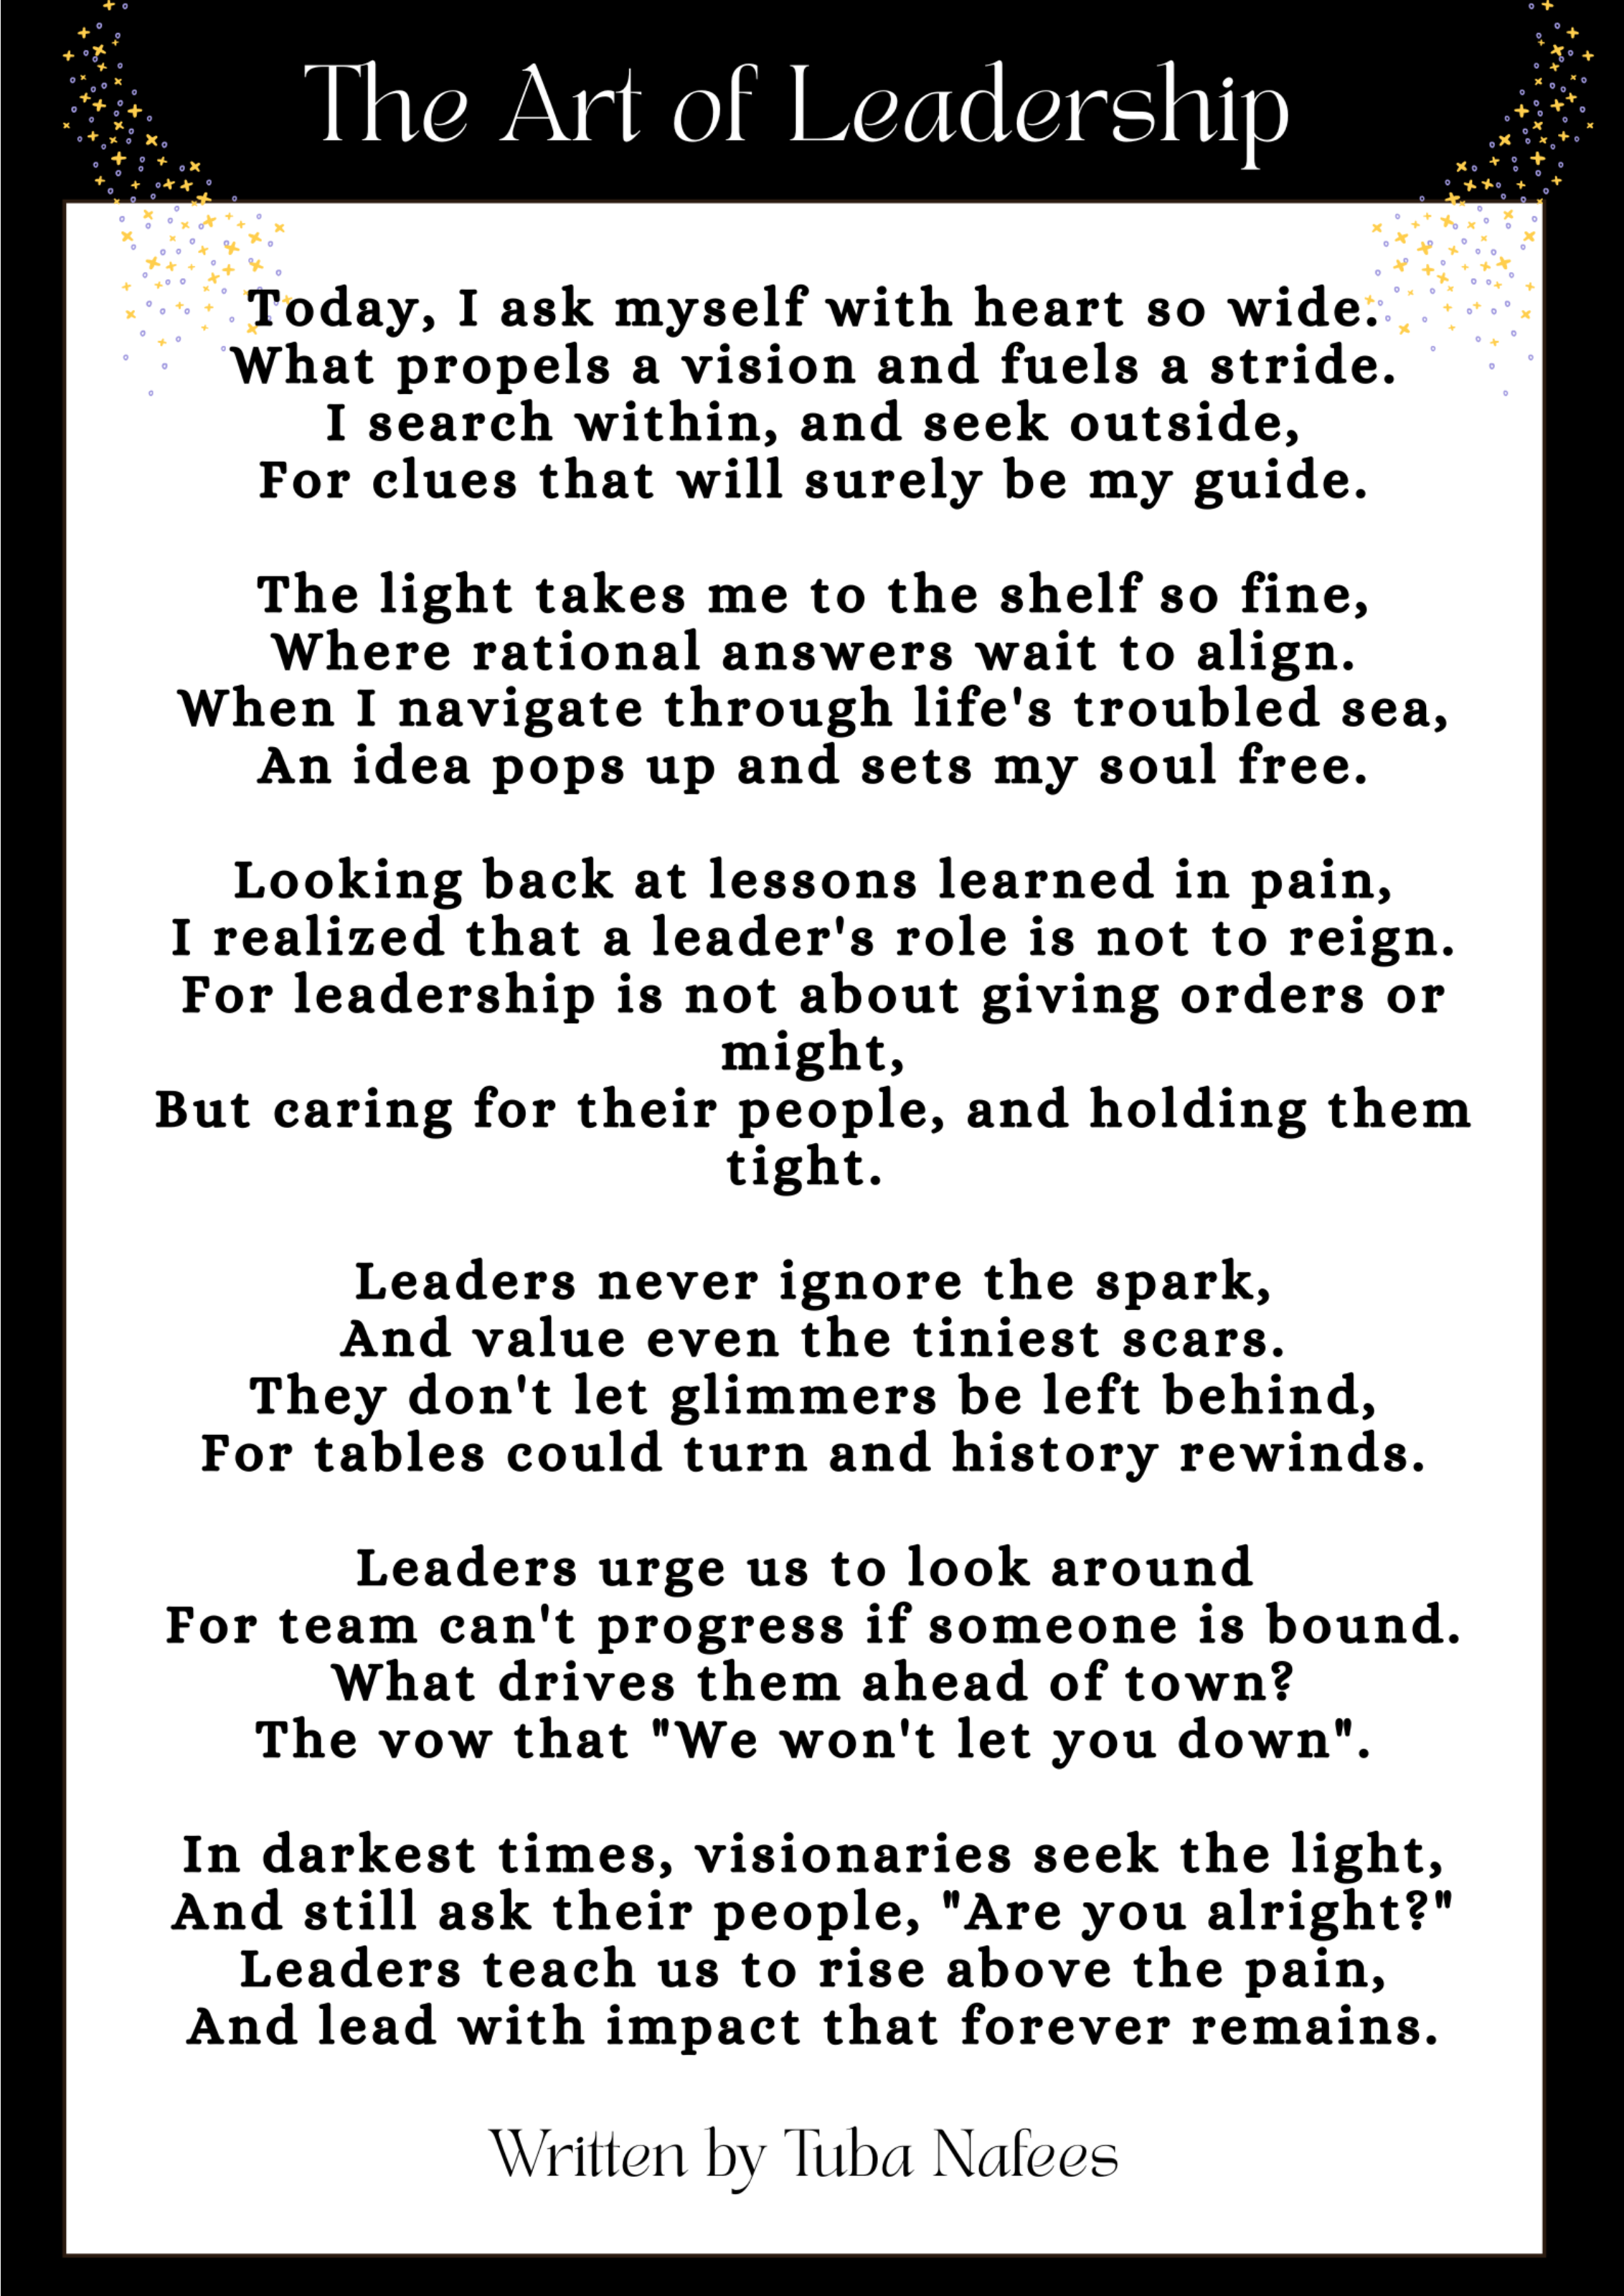 The Art of Leadership
Today, I ask myself with heart so wide.
What propels a vision and fuels a stride.
I search within, and seek outside,
For clues that will surely be my guide.
The light takes me to the shelf so fine,
Where rational answers wait to align.
When I navigate through life's troubled sea,
An idea pops up and sets my soul free.
Looking back at lessons learned in pain,
I realized that a leader's role is not to reign.
For leadership is not about giving orders or
might,
But caring for their people, and holding them
tight.
Leaders never ignore the spark,
And value even the tiniest scars.
They don't let glimmers be left behind,
For tables could turn and history rewinds.
Leaders urge us to look around
For team can't progress if someone is bound.
What drives them ahead of town?
The vow that "We won't let you down".
In darkest times, visionaries seek the light,
And still ask their people, "Are you alright?"
Leaders teach us to rise above the pain,
And lead with impact that forever remains.
Written by Tuba Nafees